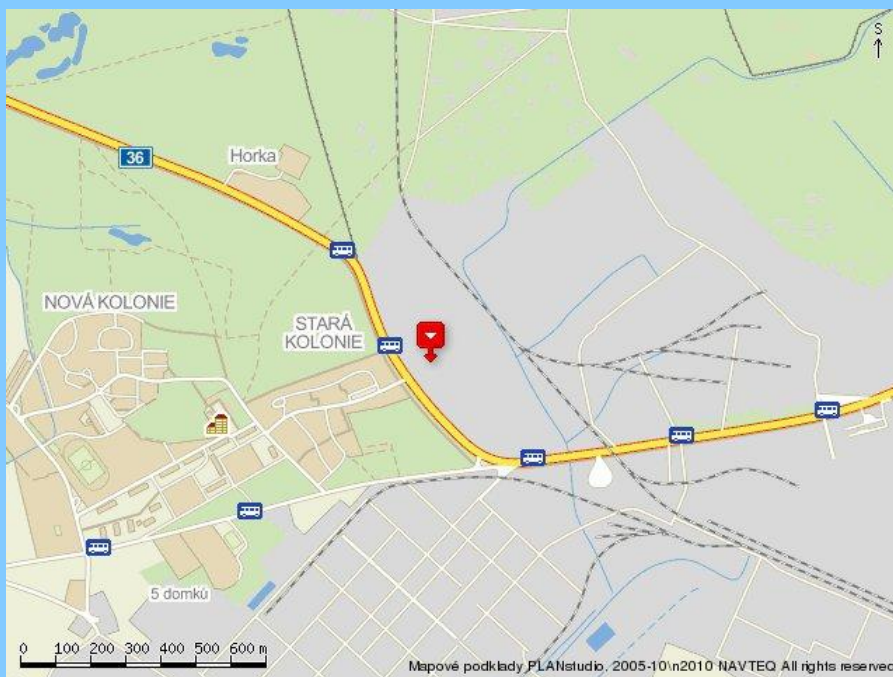 S
36
Horka
NOVÁ KOLONIE
STARÁ
KOLONIE
5 domků
0 100 200 300 400 500 600 m
Mapové podklady PLANstudio, 2005-10\n2010 NAVTEQ All rights reserved